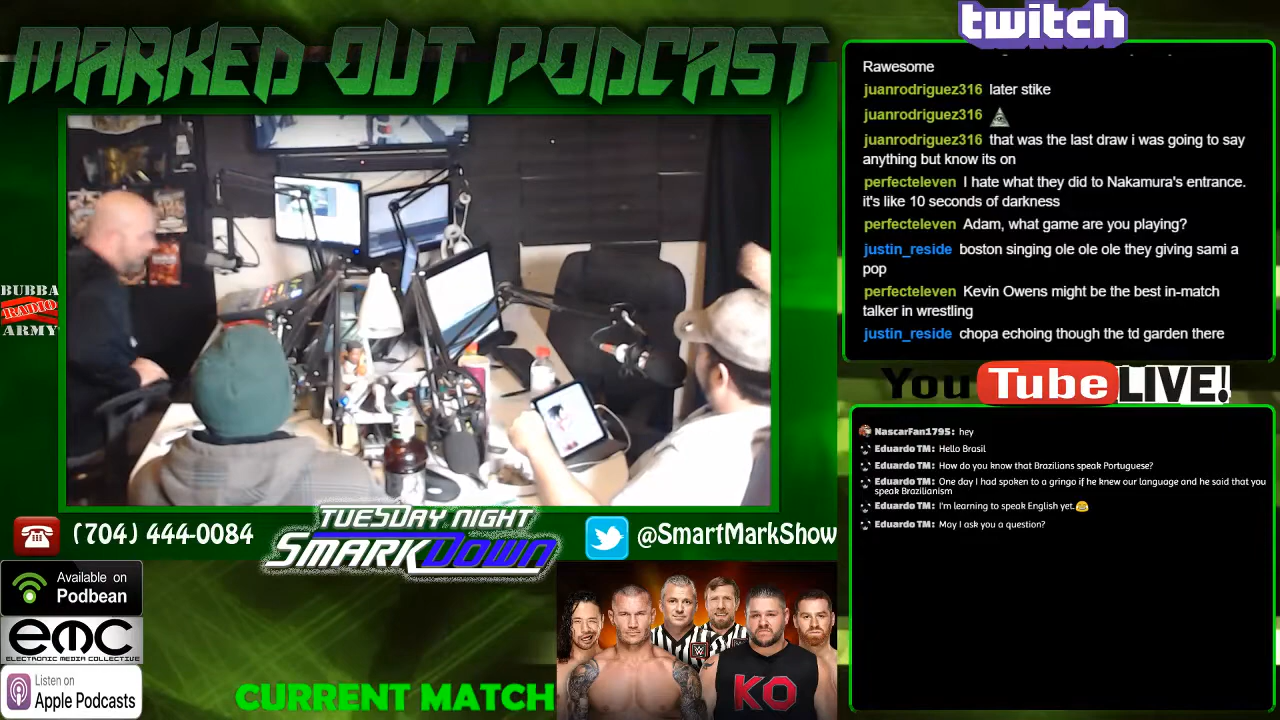 MARKED OUT PODCAST
twitch
Rawesome
juanrodriguez316 later stike
juanrodriguez316
juanrodriguez316 that was the last draw i was going to say
anything but know its on
perfecteleven I hate what they did to Nakamura's entrance.
it's like 10 seconds of darkness
perfecteleven Adam, what game are you playing?
justin_reside boston singing ole ole ole they giving sami a
pop
perfecteleven Kevin Owens might be the best in-match
talker in wrestling
justin_reside chopa echoing though the td garden there
BUBBA
RADIO
ARMY
You Tube LIVE!
NascarFan1795: hey
Eduardo TM: Hello Brasil
Eduardo TM: How do you know that Brazilians speak Portuguese?
Eduardo TM: One day I had spoken to a gringo if he knew our language and he said that you
speak Brazilianism
Eduardo TM: I'm learning to speak English yet.
Eduardo TM: May I ask you a question?
(704) 444-0084
TUESDAY NIGHT
SMARKDOWN
@SmartMarkShow
Available on
Podbean
emc
ELECTRONIC MEDIA COLLECTIVE
Listen on
Apple Podcasts
CURRENT MATCH
KO